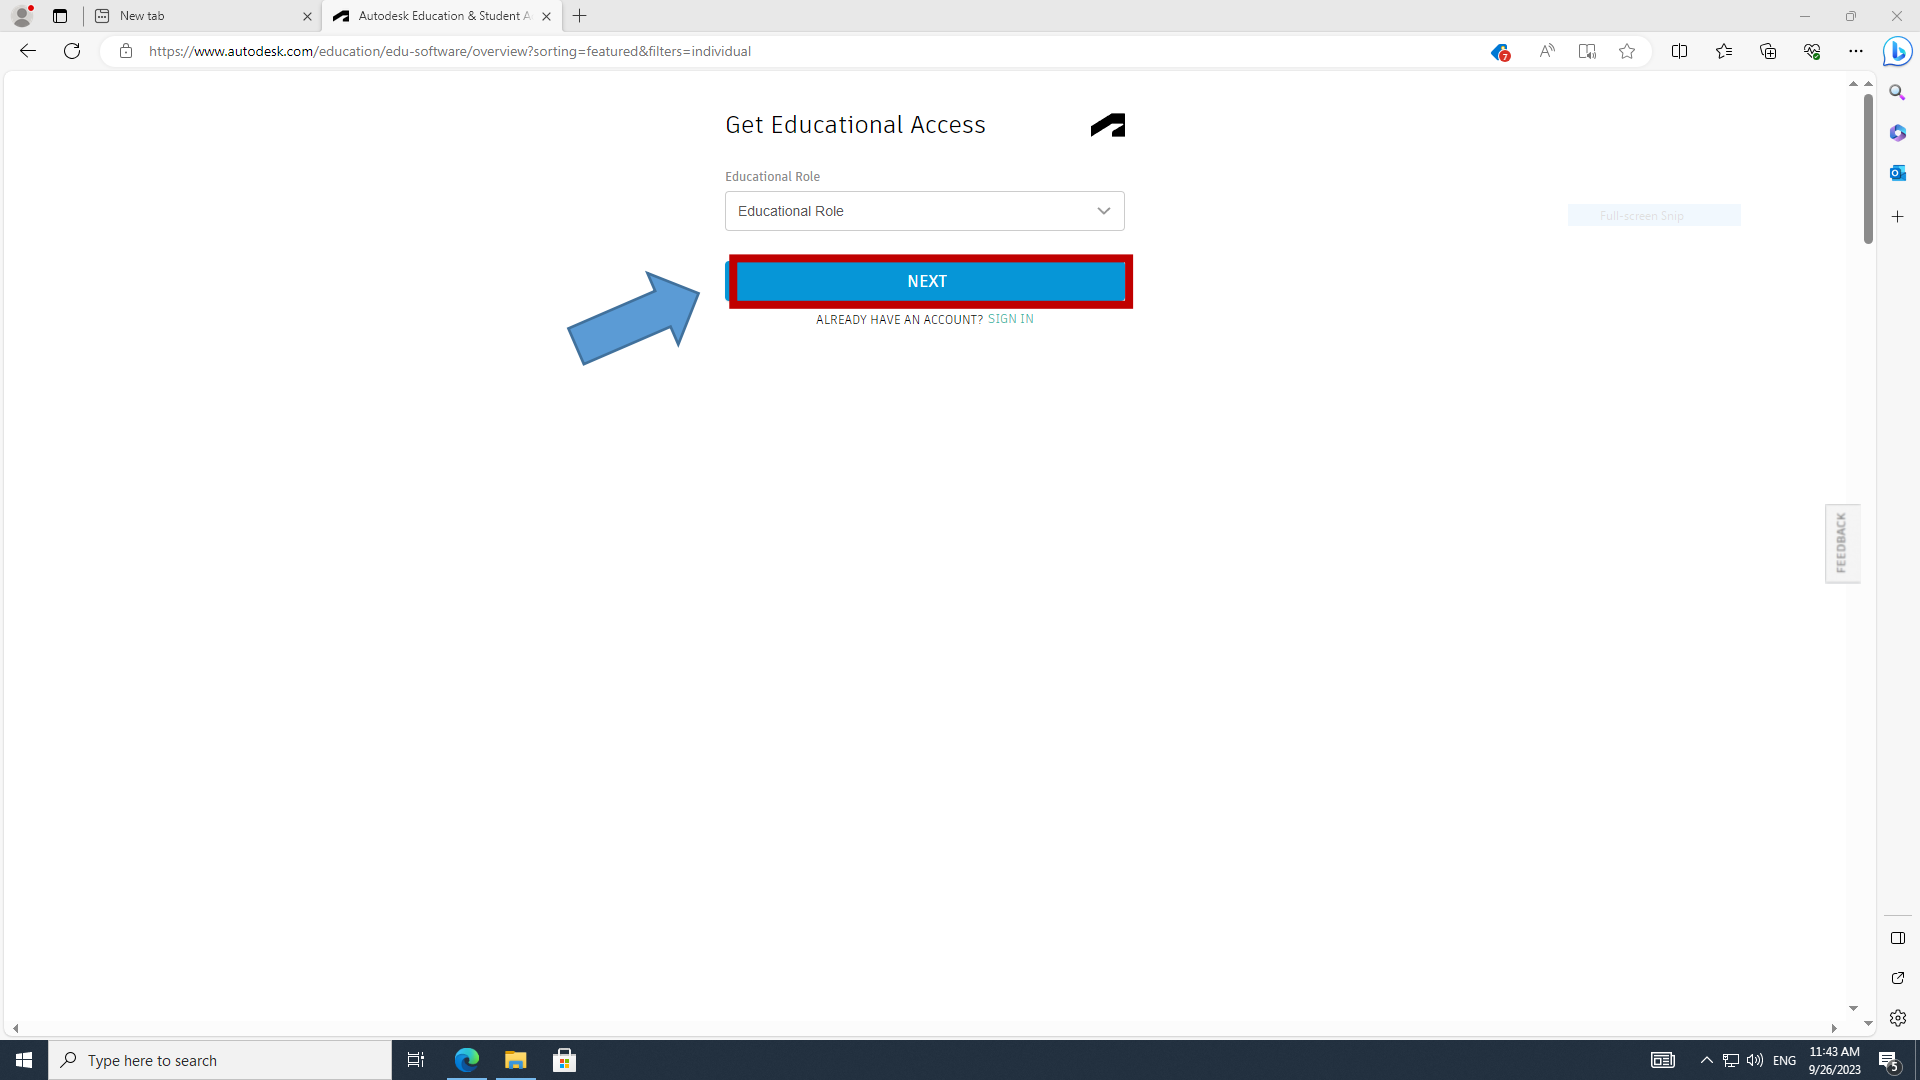 New tab
Autodesk Education & Student A
https://www.autodesk.com/education/edu-software/overview?sorting=featured&filters=individual
7
Get Educational Access
Educational Role
Educational Role
Full-screen Snip
NEXT
ALREADY HAVE AN ACCOUNT? SIGN IN
FEEDBACK
Type here to search
ENG
11:43 AM
9/26/2023
5